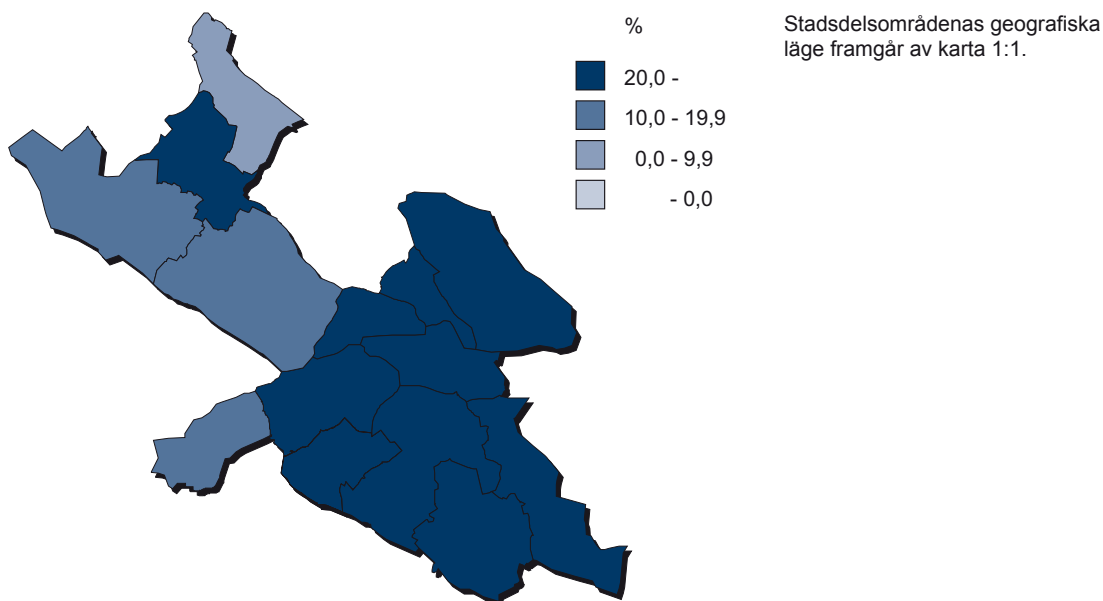 %
20,0 -
10,0 - 19,9
0,0 - 9,9
- 0,0
Stadsdelsområdenas geografiska
läge framgår av karta 1:1.